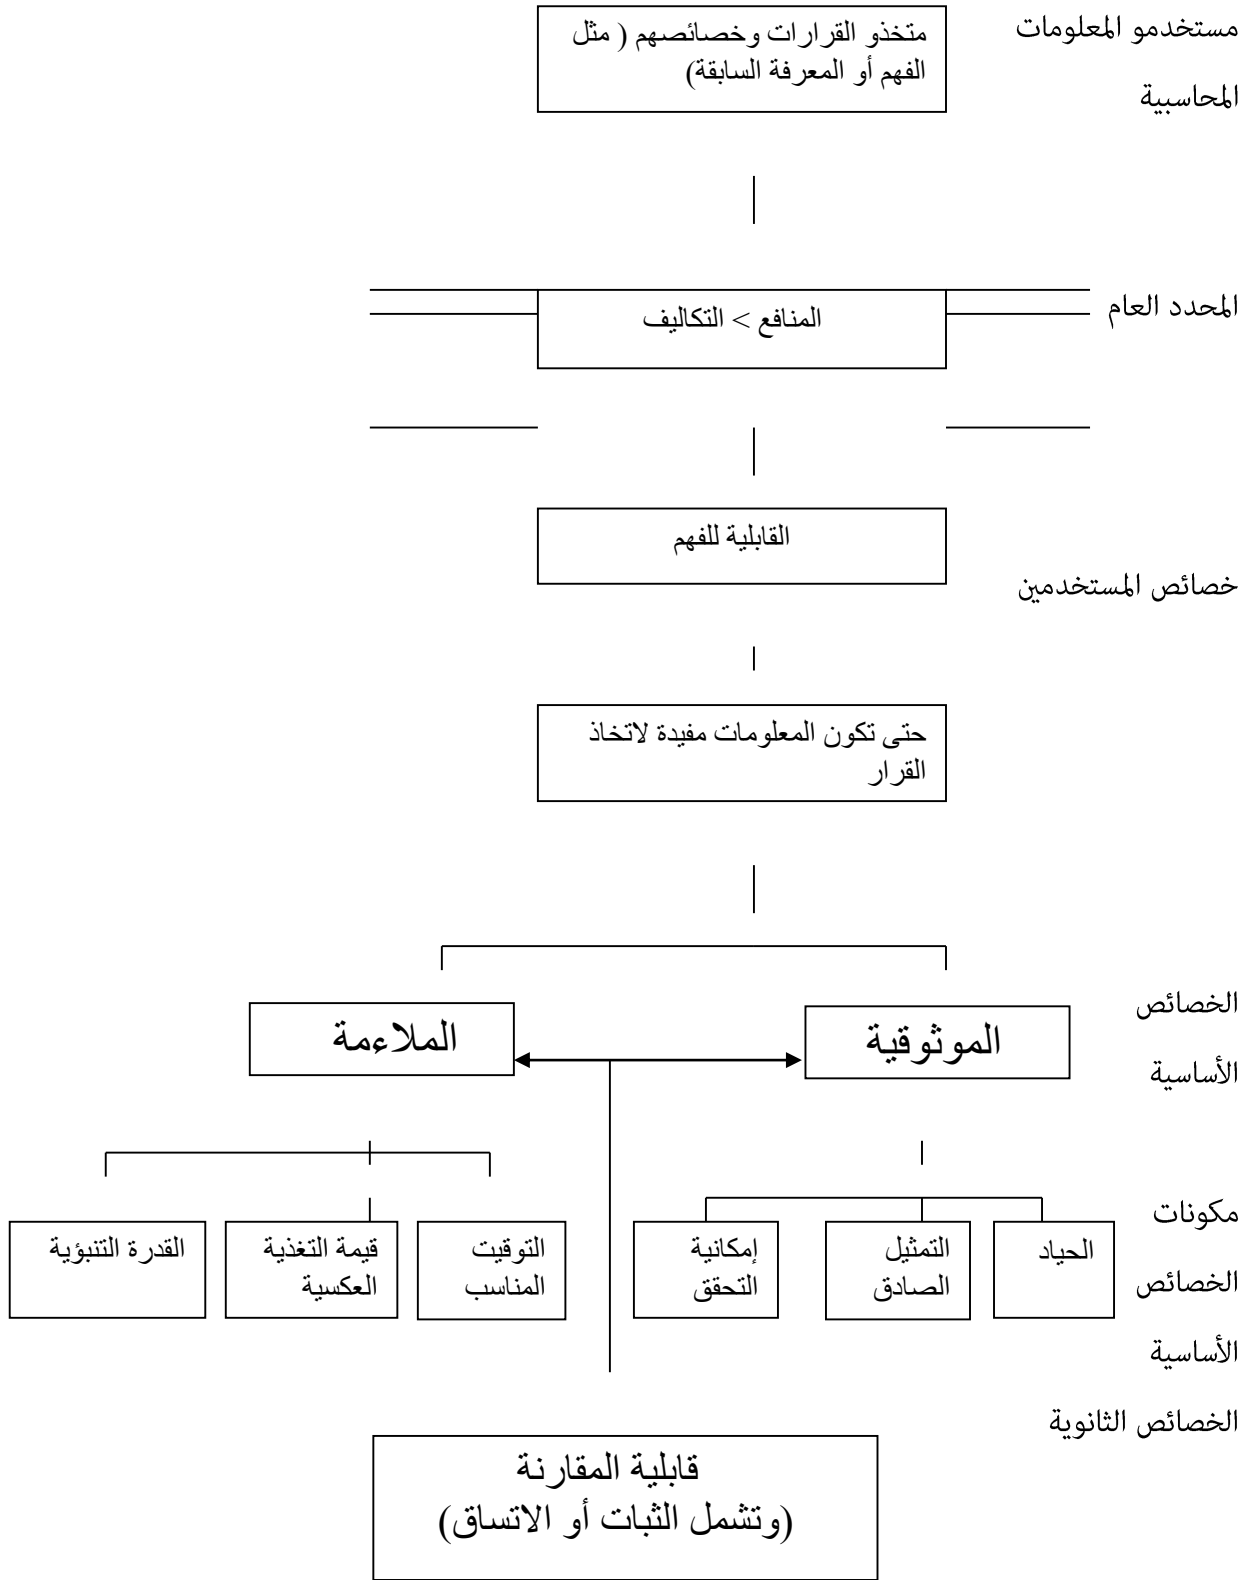 مستخدمو المعلومات
المحاسبية
متخذو القرارات وخصائصهم ( مثل
الفهم أو المعرفة السابقة)
المحدد العام
المنافع > التكاليف
القابلية للفهم
خصائص المستخدمين
حتى تكون المعلومات مفيدة لاتخاذ
القرار
الخصائص
الأساسية
الموثوقية
الملاءمة
مكونات
الخصائص
الأساسية
الحياد
التمثيل
الصادق
إمكانية
التحقق
التوقيت
المناسب
قيمة التغذية
العكسية
القدرة التنبؤية
الخصائص الثانوية
قابلية المقارنة
(وتشمل الثبات أو الاتساق)